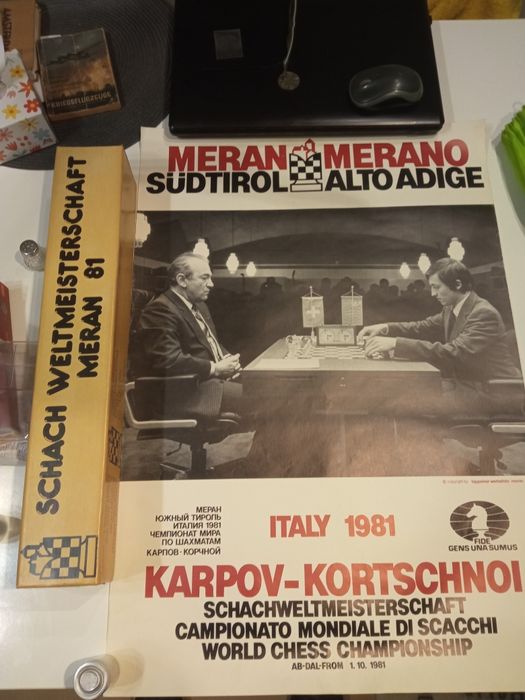 KRIEGSFLUGZEUGE
SCHACH WELTMEISTERSCHAFT
MERAN 81
MERAN MERANO
SÜDTIROL ALTO ADIGE
МЕРАН
ЮЖНЫЙ ТИРОЛЬ
ИТАЛИЯ 1981
ЧЕМПИОНАТ МИРА
ПО ШАХМАТАМ
КАРПОВ·КОРЧНОЙ
ITALY 1981
FIDE
GENS UNA SUMUS
KARPOV-KORTSCHNOI
SCHACHWELTMEISTERSCHAFT
CAMPIONATO MONDIALE DI SCACCHI
WORLD CHESS CHAMPIONSHIP
AB-DAL-FROM 1.10.1981